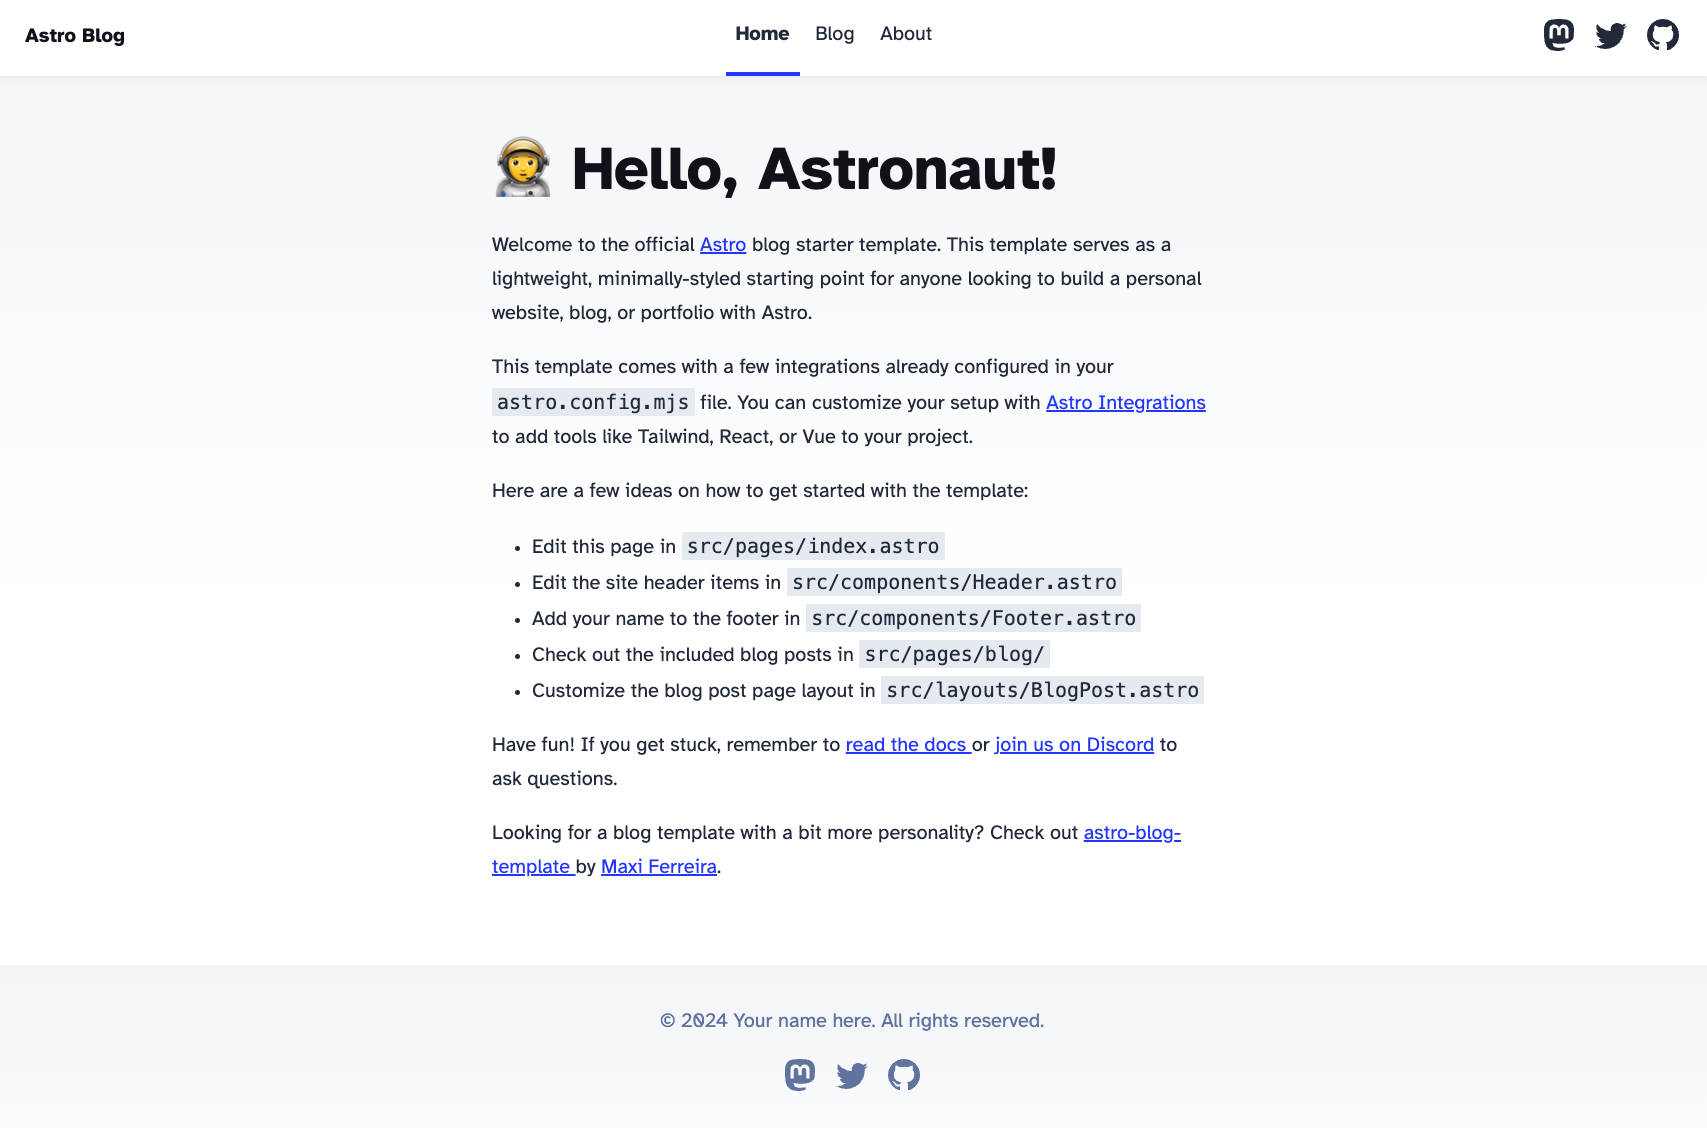 Astro Blog
Home Blog About
🧑‍🚀 Hello, Astronaut!
Welcome to the official Astro blog starter template. This template serves as a
lightweight, minimally-styled starting point for anyone looking to build a personal
website, blog, or portfolio with Astro.
This template comes with a few integrations already configured in your
astro.config.mjs file. You can customize your setup with Astro Integrations
to add tools like Tailwind, React, or Vue to your project.
Here are a few ideas on how to get started with the template:
• Edit this page in src/pages/index.astro
• Edit the site header items in src/components/Header.astro
• Add your name to the footer in src/components/Footer.astro
• Check out the included blog posts in src/pages/blog/
• Customize the blog post page layout in src/layouts/BlogPost.astro
Have fun! If you get stuck, remember to read the docs or join us on Discord to
ask questions.
Looking for a blog template with a bit more personality? Check out astro-blog-
template by Maxi Ferreira.
© 2024 Your name here. All rights reserved.